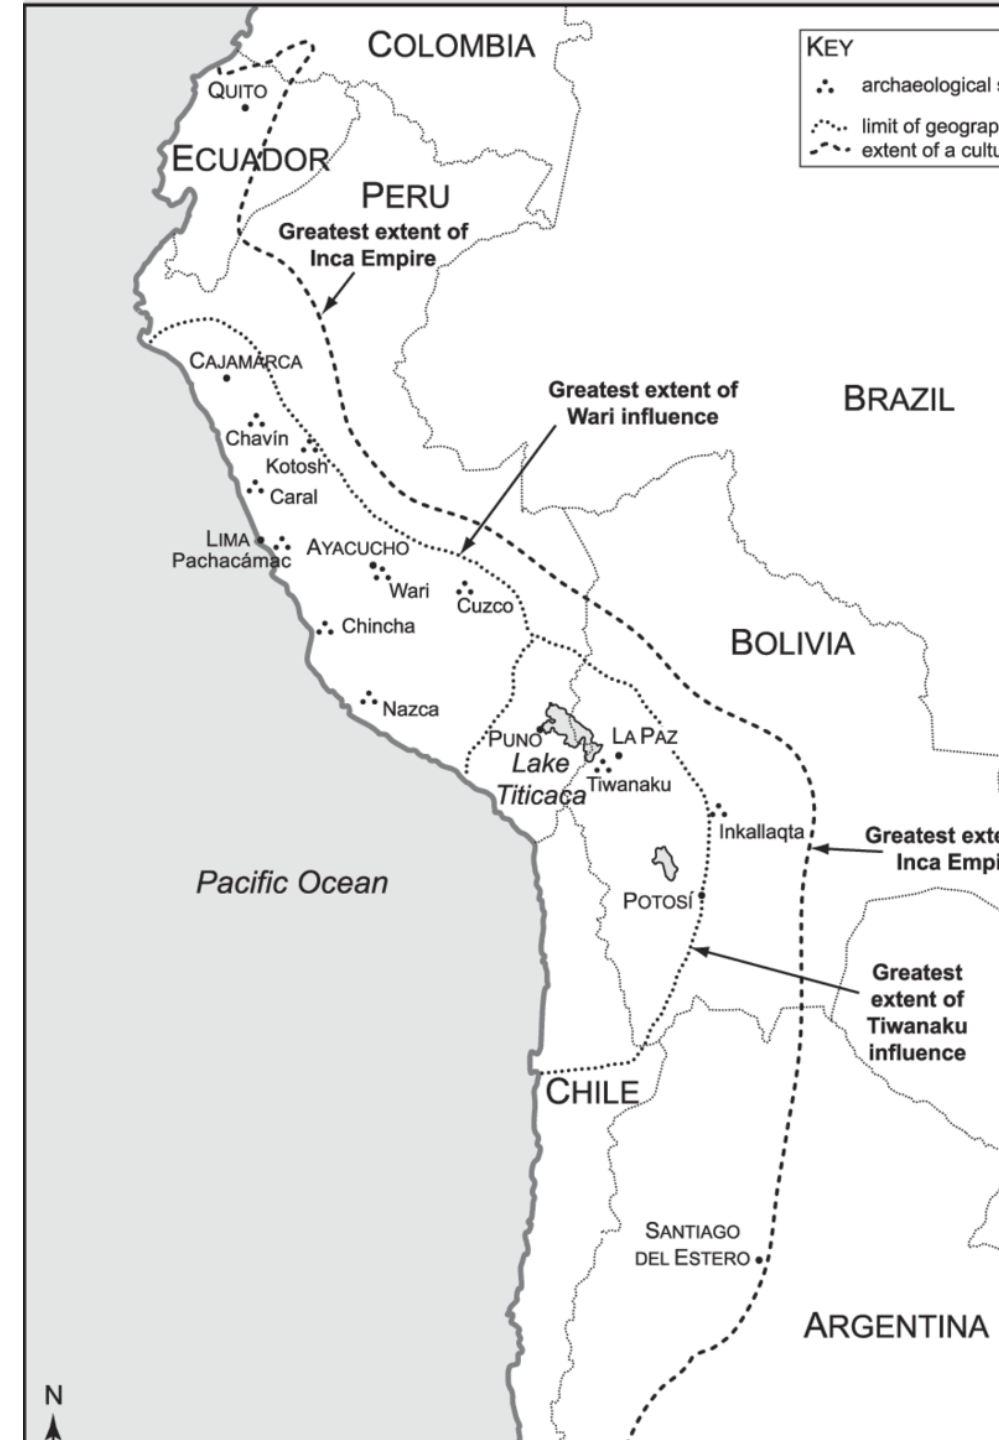 COLOMBIA
KEY
archaeological s
limit of geograp
extent of a cultu
QUITO
ECUADOR
PERU
Greatest extent of
Inca Empire
CAJAMARCA
Greatest extent of
Wari influence
BRAZIL
Chavín
Kotosh
Caral
LIMA
Pachacámac
AYACUCHO
Wari
Cuzco
Chincha
BOLIVIA
Nazca
PUNO
LA PAZ
Lake
Titicaca
Tiwanaku
Inkallaqta
Greatest exte
Inca Empi
Pacific Ocean
POTOSÍ
Greatest
extent of
Tiwanaku
influence
CHILE
SANTIAGO
DEL ESTERO
ARGENTINA
N